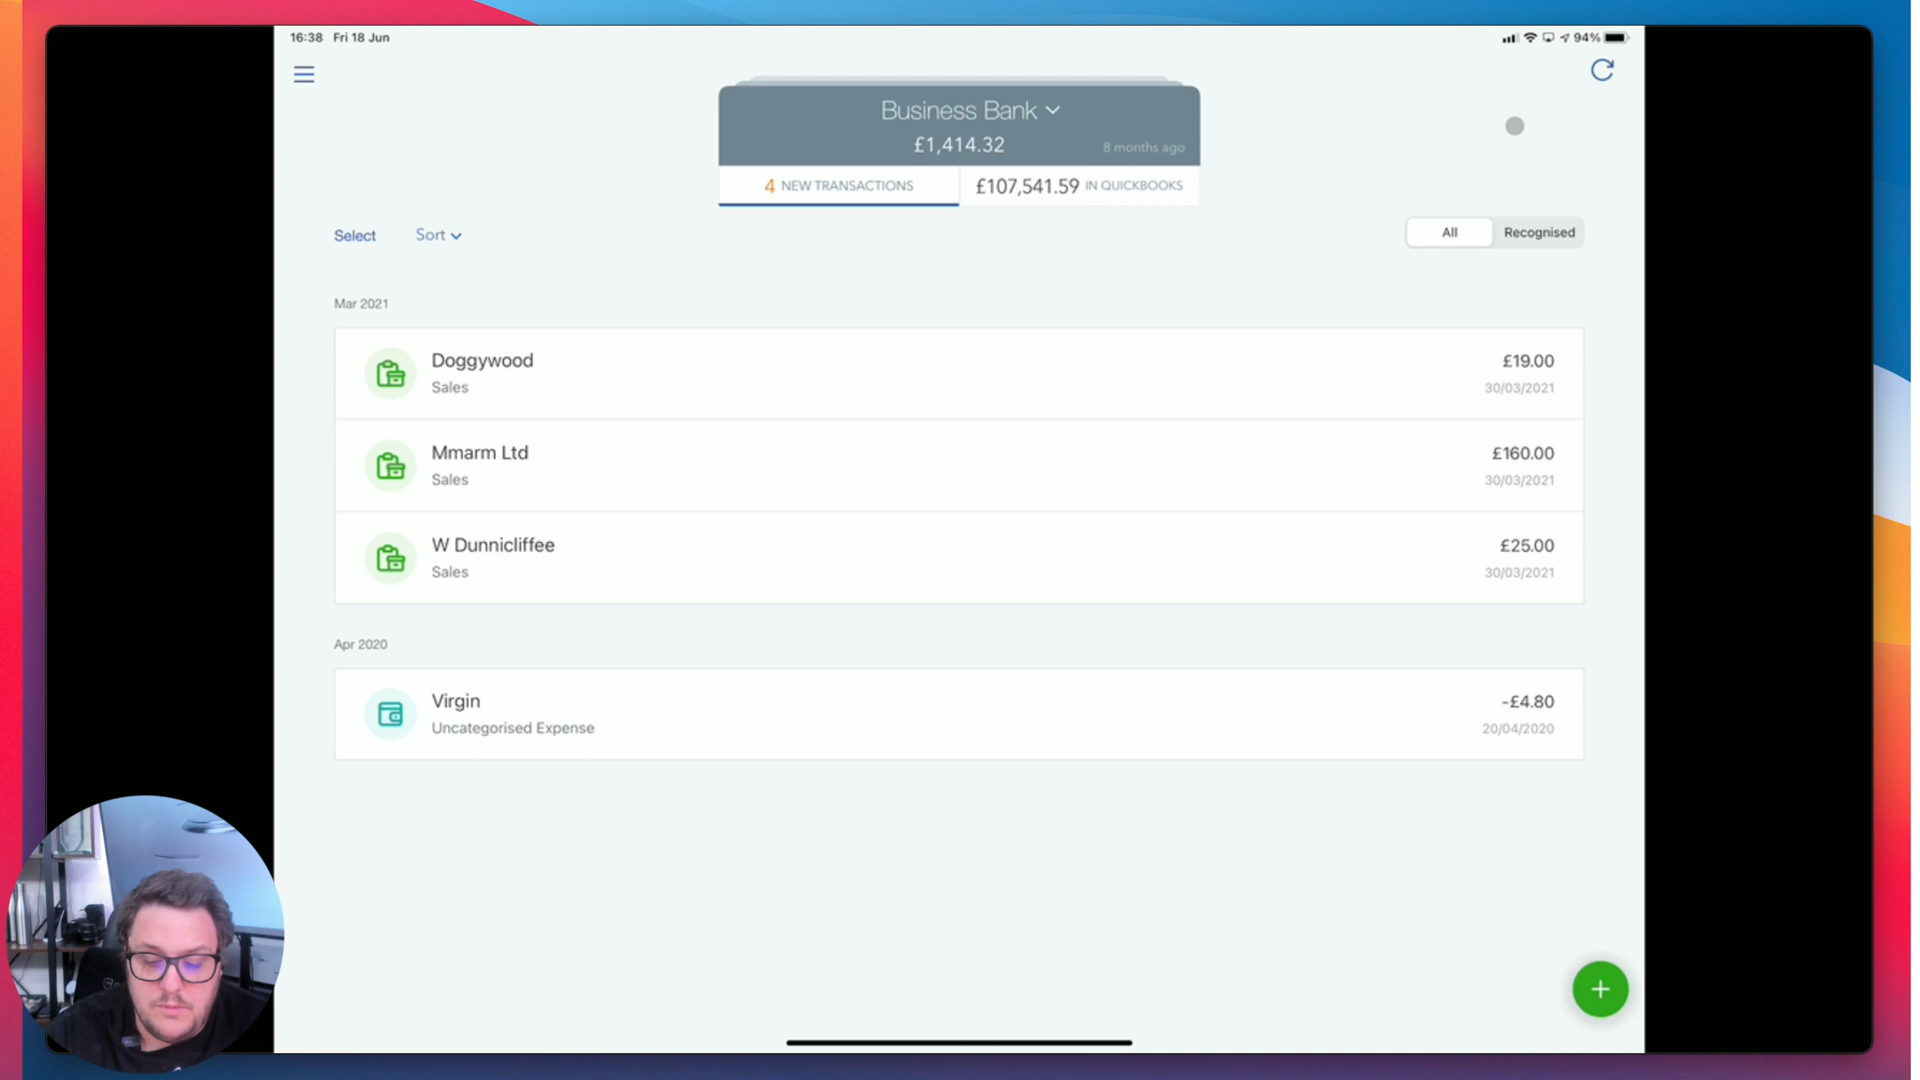 16:38 Fri 18 Jun
94%
Business Bank
£1,414.32
8 months ago
4 NEW TRANSACTIONS
£107,541.59 IN QUICKBOOKS
Select
Sort
All
Recognised
Mar 2021
Doggywood
£19.00
Sales
30/03/2021
Mmarm Ltd
£160.00
Sales
30/03/2021
W Dunnicliffee
£25.00
Sales
30/03/2021
Apr 2020
Virgin
-£4.80
Uncategorised Expense
20/04/2020